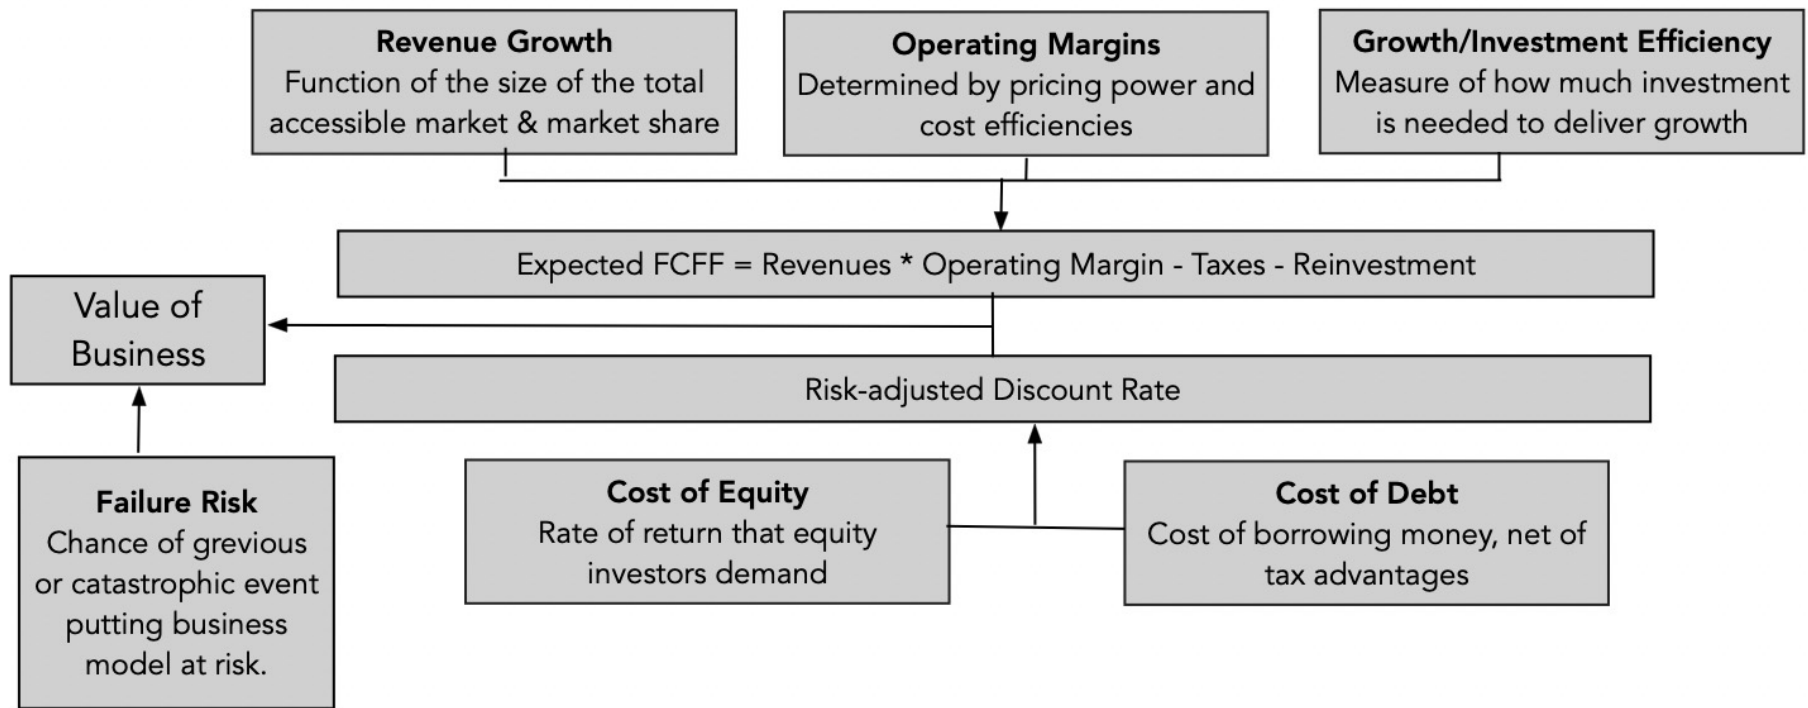 Revenue Growth
Function of the size of the total
accessible market & market share
Operating Margins
Determined by pricing power and
cost efficiencies
Growth/Investment Efficiency
Measure of how much investment
is needed to deliver growth
Expected FCFF = Revenues * Operating Margin - Taxes - Reinvestment
Value of
Business
Risk-adjusted Discount Rate
Failure Risk
Chance of grevious
or catastrophic event
putting business
model at risk.
Cost of Equity
Rate of return that equity
investors demand
Cost of Debt
Cost of borrowing money, net of
tax advantages